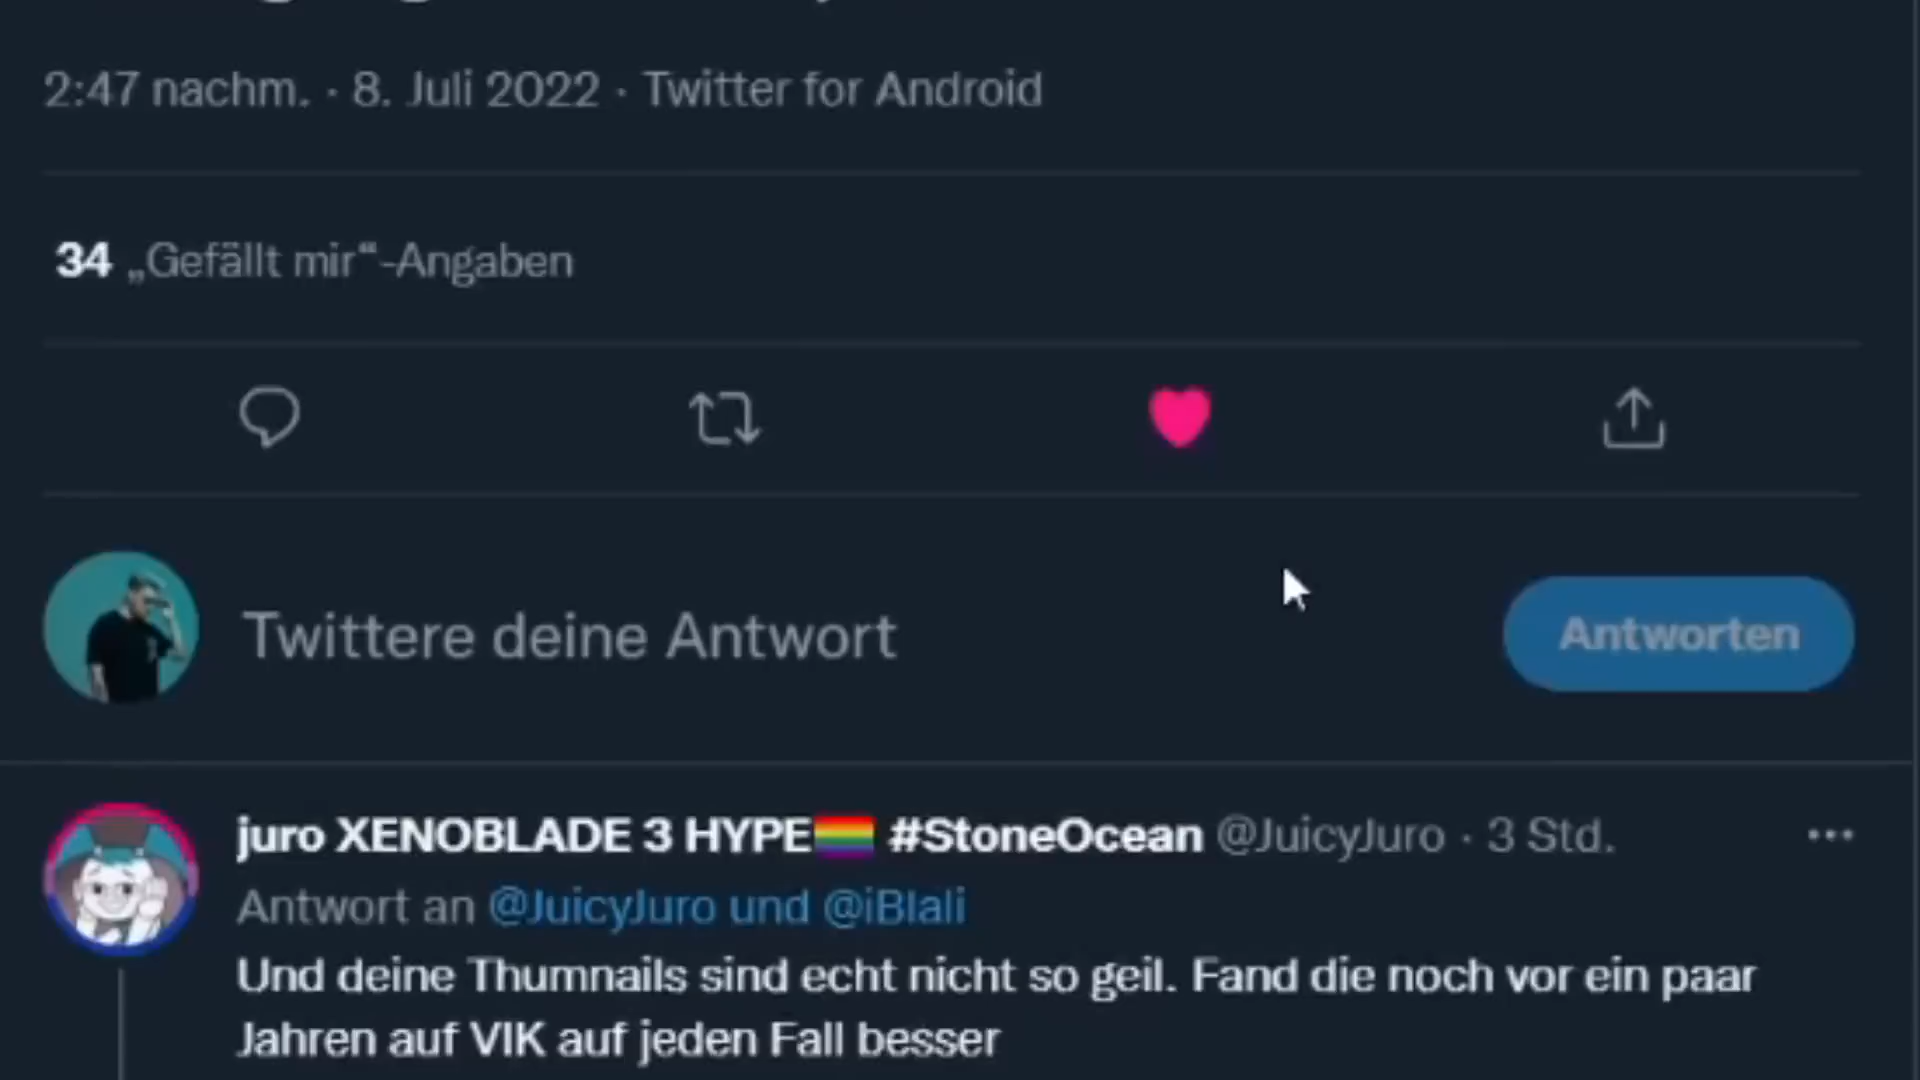 2:47 nachm. · 8. Juli 2022 · Twitter for Android
34 „Gefällt mir“-Angaben
Twittere deine Antwort
Antworten
juro XENOBLADE 3 HYPE🏳️‍🌈 #StoneOcean @JuicyJuro · 3 Std.
Antwort an @JuicyJuro und @iBlali
Und deine Thumnails sind echt nicht so geil. Fand die noch vor ein paar
Jahren auf VIK auf jeden Fall besser